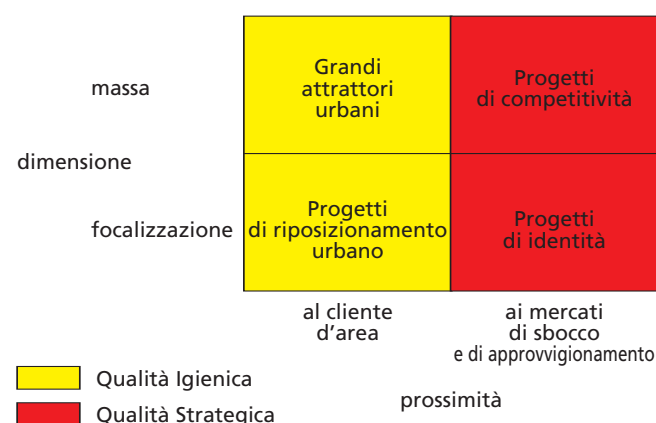 massa
Grandi
attrattori
urbani
Progetti
di competitività
dimensione
focalizzazione
Progetti
di riposizionamento
urbano
Progetti
di identità
al cliente
d’area
ai mercati
di sbocco
e di approvvigionamento
prossimità
Qualità Igienica
Qualità Strategica